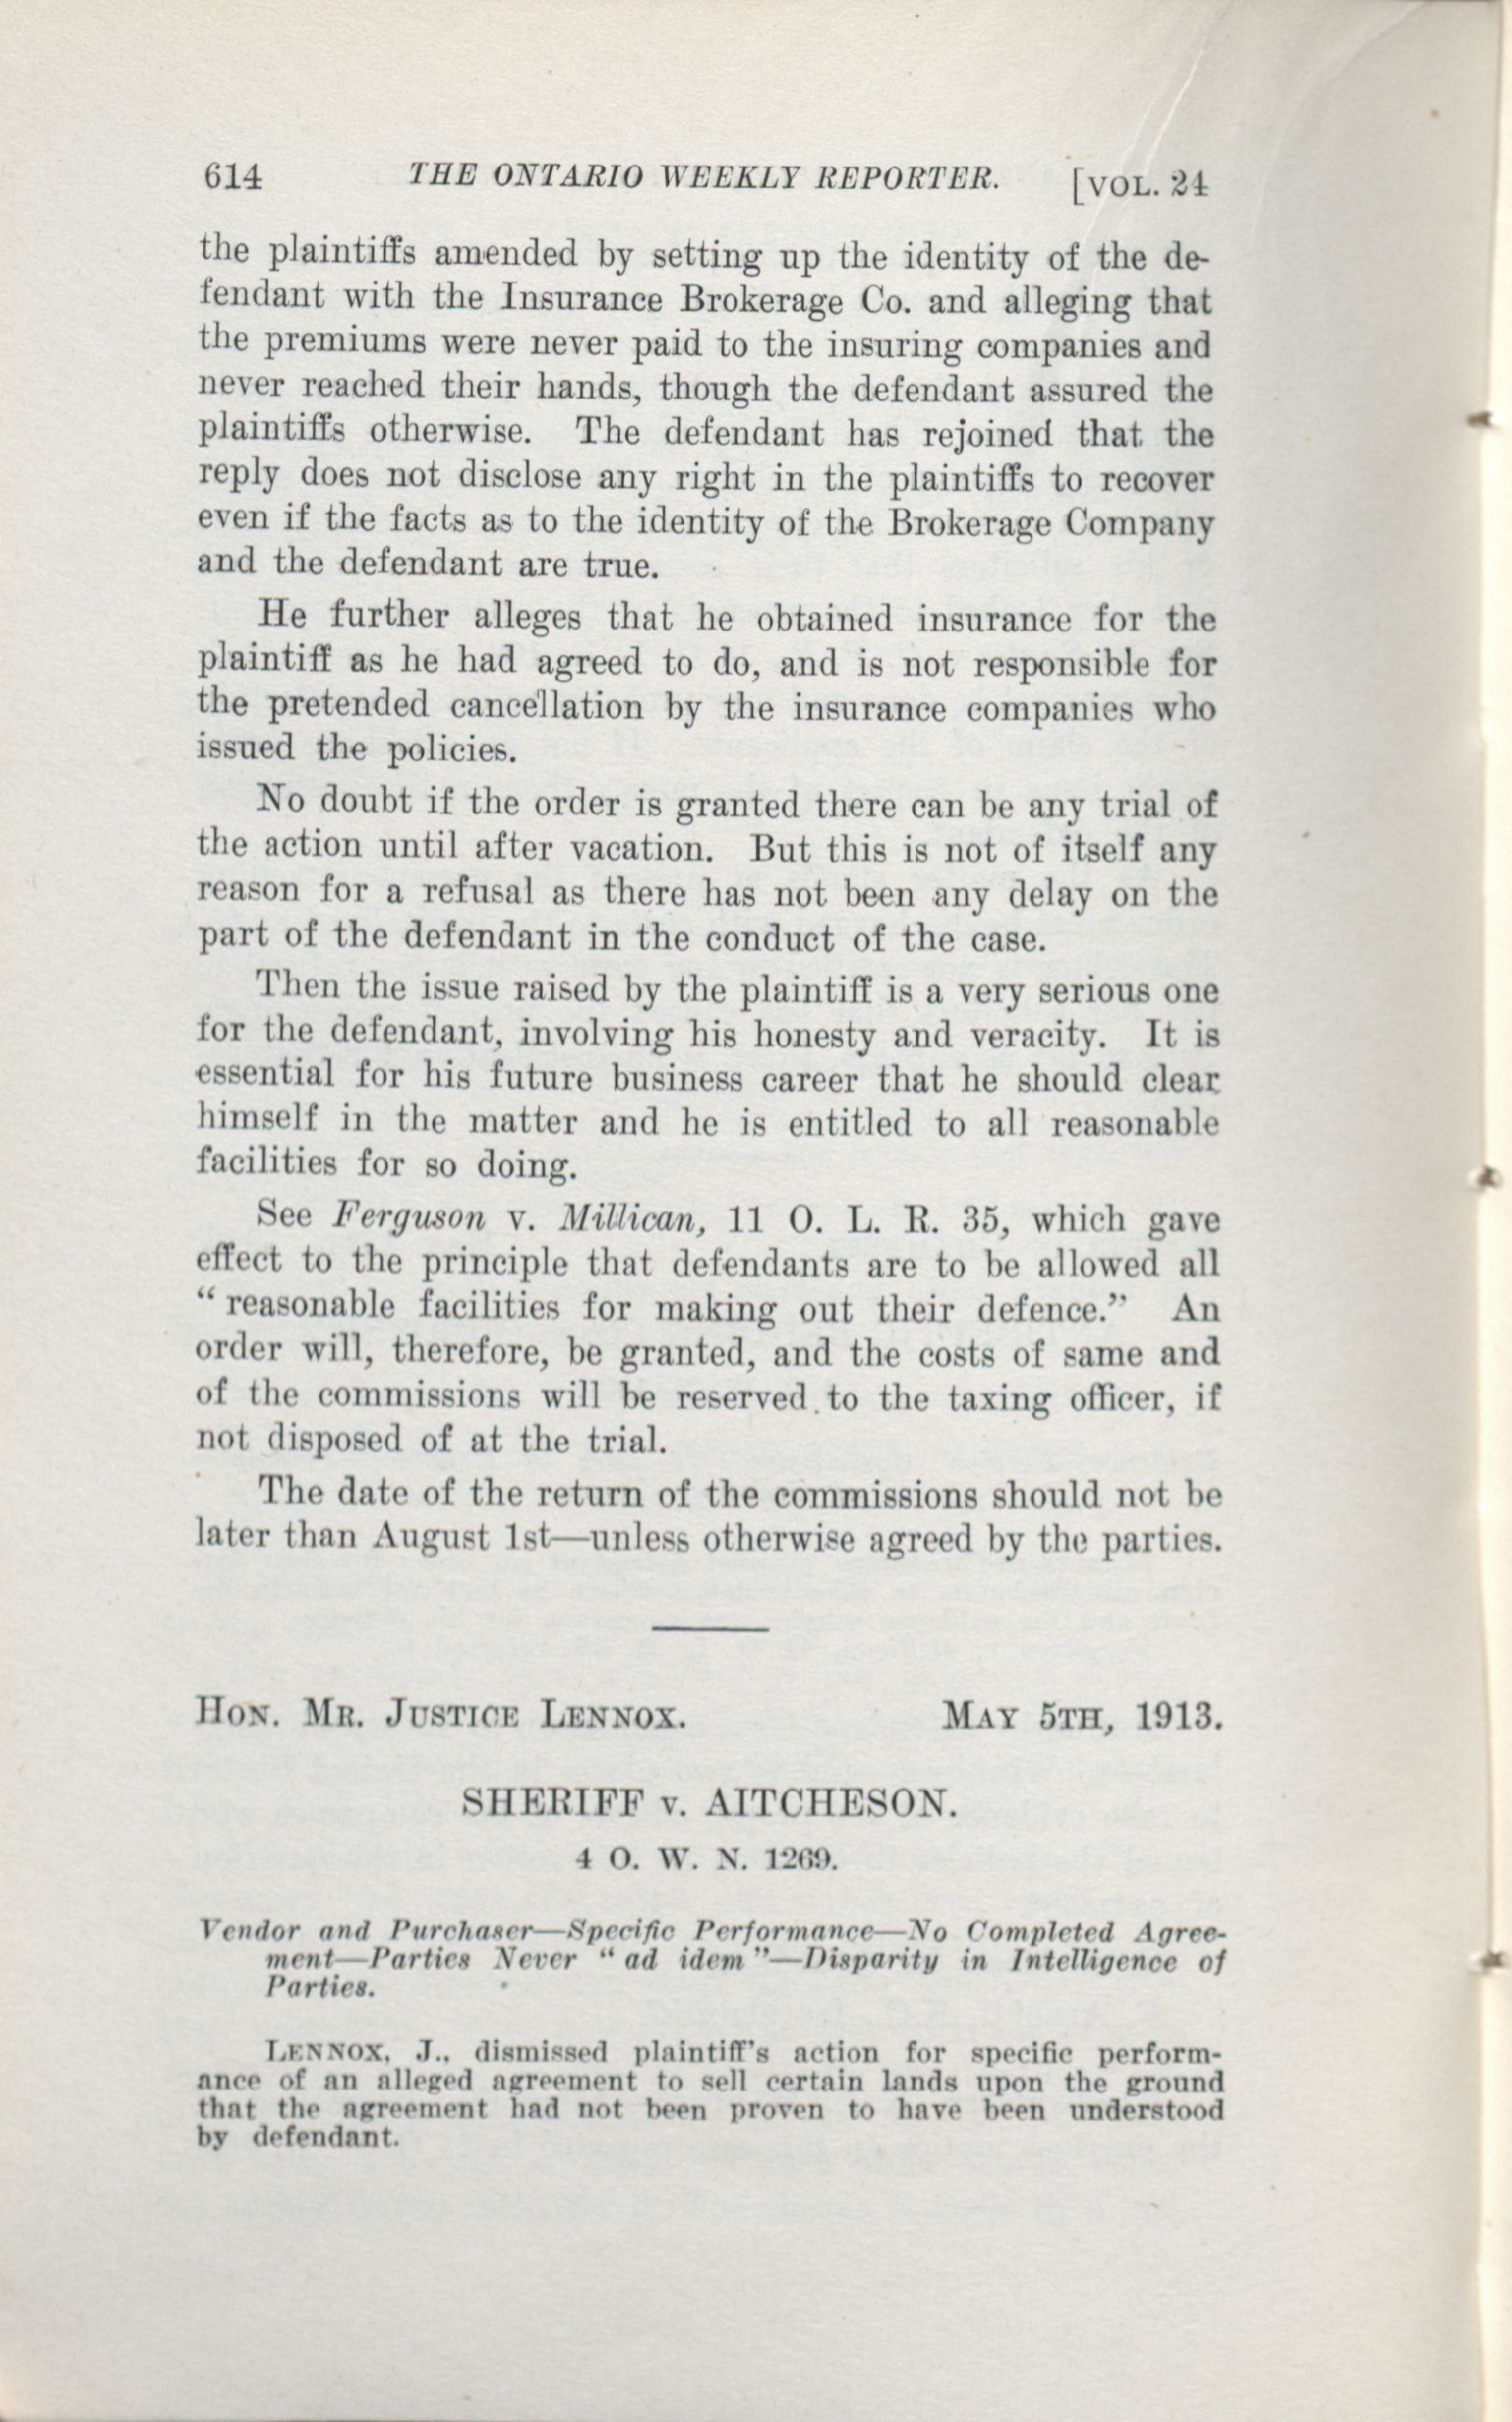 614 THE ONTARIO WEEKLY REPORTER. [VOL. 24
the plaintiffs amended by setting up the identity of the de-
fendant with the Insurance Brokerage Co. and alleging that
the premiums were never paid to the insuring companies and
never reached their hands, though the defendant assured the
plaintiffs otherwise. The defendant has rejoined that the
reply does not disclose any right in the plaintiffs to recover
even if the facts as to the identity of the Brokerage Company
and the defendant are true.
He further alleges that he obtained insurance for the
plaintiff as he had agreed to do, and is not responsible for
the pretended cancellation by the insurance companies who
issued the policies.
No doubt if the order is granted there can be any trial of
the action until after vacation. But this is not of itself any
reason for a refusal as there has not been any delay on the
part of the defendant in the conduct of the case.
Then the issue raised by the plaintiff is a very serious one
for the defendant, involving his honesty and veracity. It is
essential for his future business career that he should clear
himself in the matter and he is entitled to all reasonable
facilities for so doing.
See Ferguson v. Millican, 11 O. L. R. 35, which gave
effect to the principle that defendants are to be allowed all
“reasonable facilities for making out their defence.” An
order will, therefore, be granted, and the costs of same and
of the commissions will be reserved to the taxing officer, if
not disposed of at the trial.
The date of the return of the commissions should not be
later than August 1st—unless otherwise agreed by the parties.
HON. MR. JUSTICE LENNOX. MAY 5TH, 1913.
SHERIFF v. AITCHESON.
4 O. W. N. 1269.
Vendor and Purchaser—Specific Performance—No Completed Agree-
ment—Parties Never “ad idem”—Disparity in Intelligence of
Parties.
LENNOX, J., dismissed plaintiff's action for specific perform-
ance of an alleged agreement to sell certain lands upon the ground
that the agreement had not been proven to have been understood
by defendant.